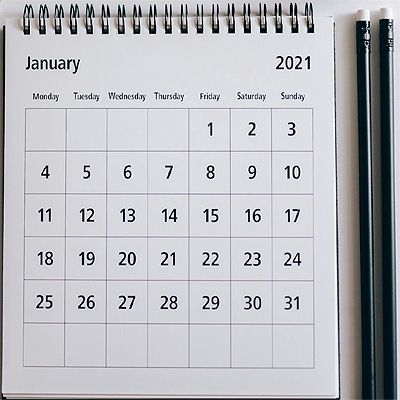 January 2021
Monday Tuesday Wednesday Thursday Friday Saturday Sunday
1 2 3
4 5 6 7 8 9 10
11 12 13 14 15 16 17
18 19 20 21 22 23 24
25 26 27 28 29 30 31